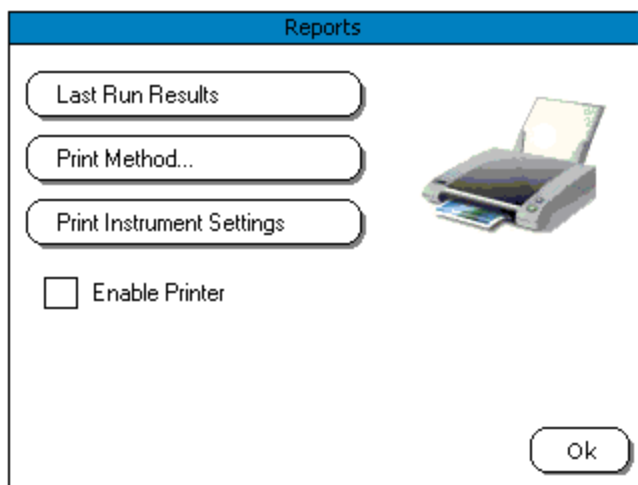 Reports
Last Run Results
Print Method...
Print Instrument Settings
Enable Printer
Ok